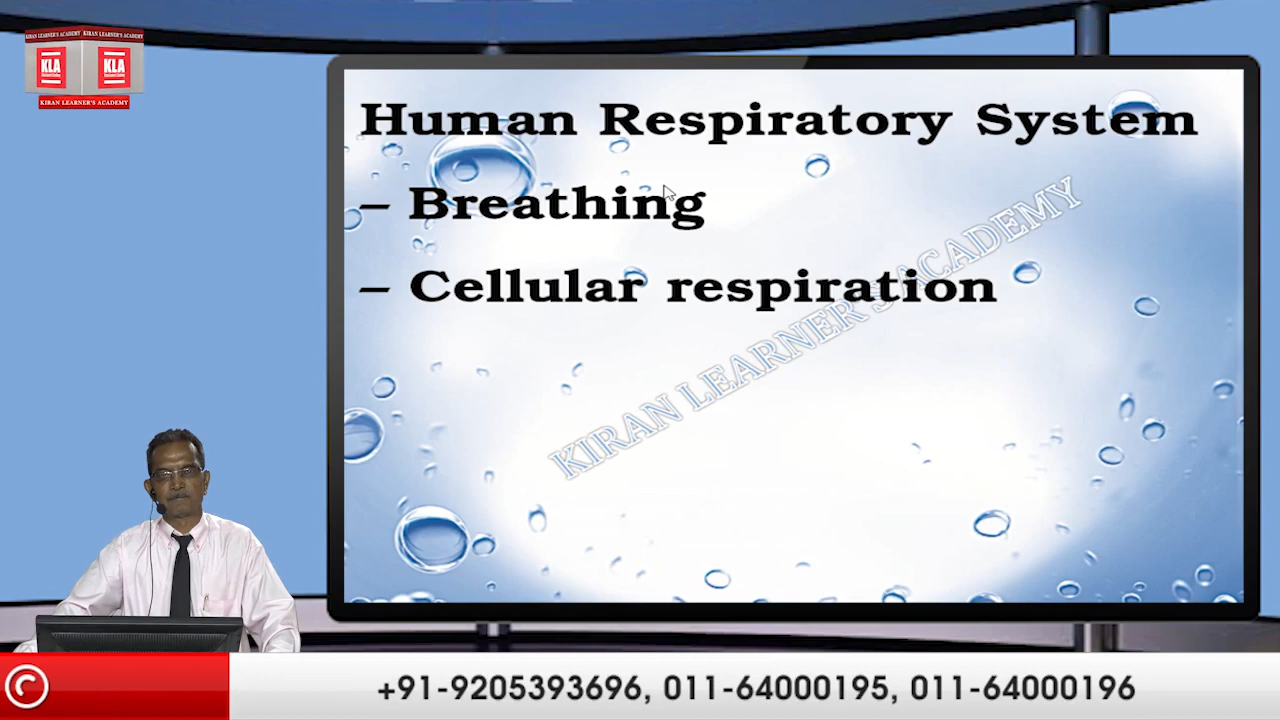 KIRAN LEARNER'S ACADEMY KIRAN LEARNER'S ACADEMY
KLA KLA
KIRAN LEARNER'S ACADEMY
Human Respiratory System
– Breathing
– Cellular respiration
KIRAN LEARNER'S ACADEMY
+91-9205393696, 011-64000195, 011-64000196